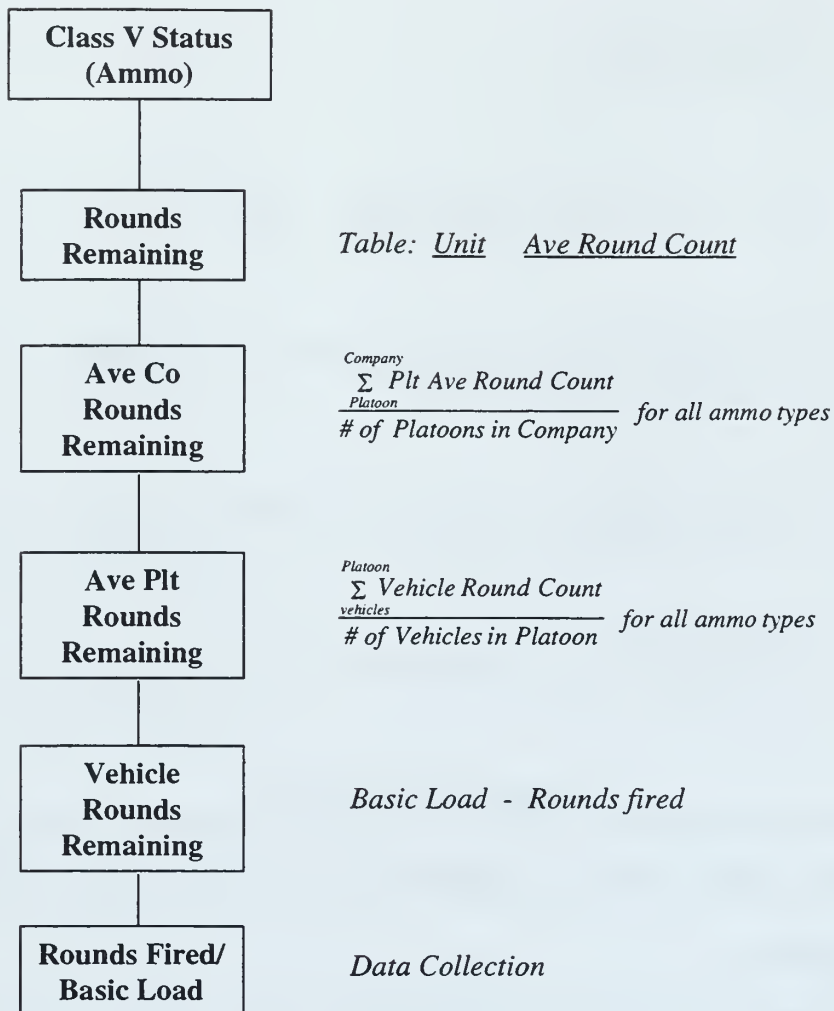 Class V Status
(Ammo)
Rounds
Remaining
Table: Unit Ave Round Count
Ave Co
Rounds
Remaining
Company
Σ Plt Ave Round Count
Platoon
# of Platoons in Company
for all ammo types
Ave Plt
Rounds
Remaining
Platoon
Σ Vehicle Round Count
vehicles
# of Vehicles in Platoon
for all ammo types
Vehicle
Rounds
Remaining
Basic Load - Rounds fired
Rounds Fired/
Basic Load
Data Collection